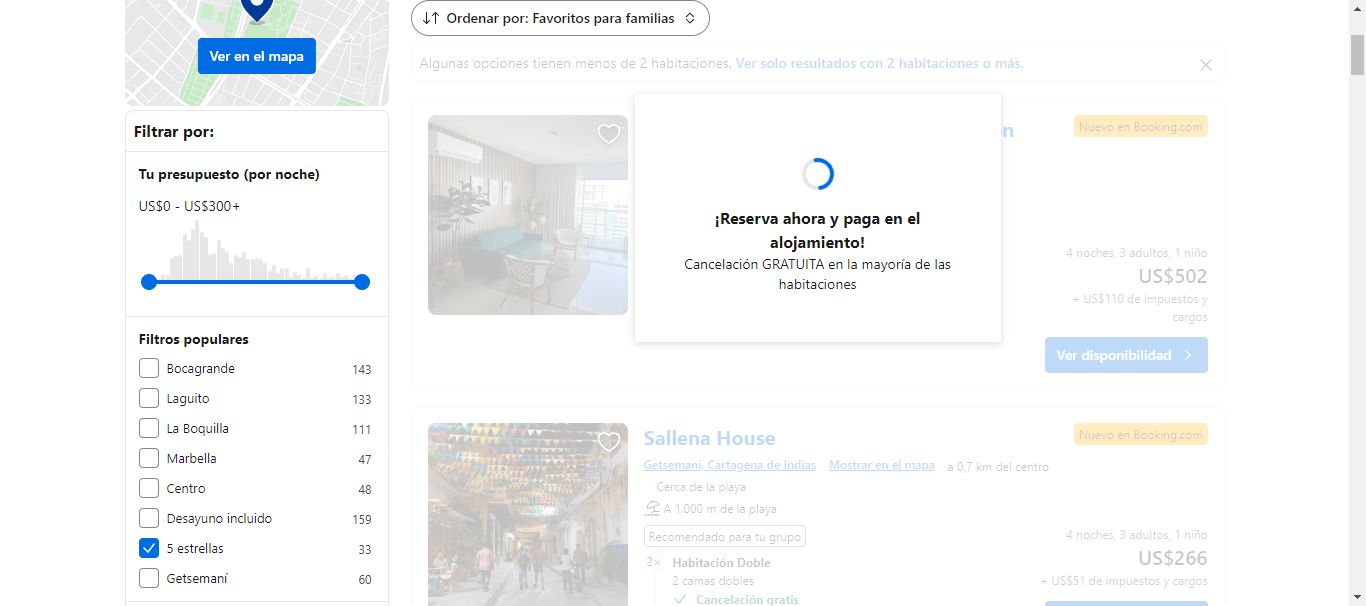 Ver en el mapa
Filtrar por:
Tu presupuesto (por noche)
US$0 - US$300+
Filtros populares
Bocagrande 143
Laguito 133
La Boquilla 111
Marbella 47
Centro 48
Desayuno incluido 159
5 estrellas 33
Getsemaní 60
Ordenar por: Favoritos para familias
Algunas opciones tienen menos de 2 habitaciones. Ver solo resultados con 2 habitaciones o más.
en
Nuevo en Booking.com
¡Reserva ahora y paga en el
alojamiento!
Cancelación GRATUITA en la mayoría de las
habitaciones
4 noches, 3 adultos, 1 niño
US$502
+ US$110 de impuestos y
cargos
Ver disponibilidad
Sallena House
Nuevo en Booking.com
Getsemaní, Cartagena de Indias Mostrar en el mapa a 0,7 km del centro
Cerca de la playa
A 1.000 m de la playa
Recomendado para tu grupo
2× Habitación Doble
2 camas dobles
Cancelación gratis
4 noches, 3 adultos, 1 niño
US$266
+ US$51 de impuestos y cargos